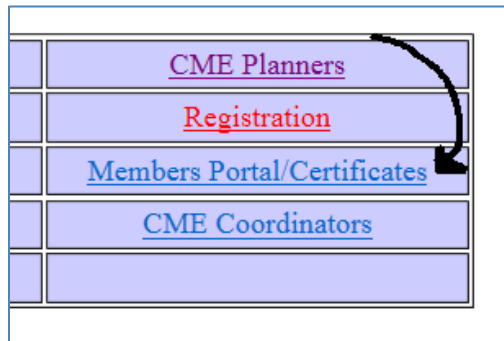 CME Planners
Registration
Members Portal/Certificates
CME Coordinators